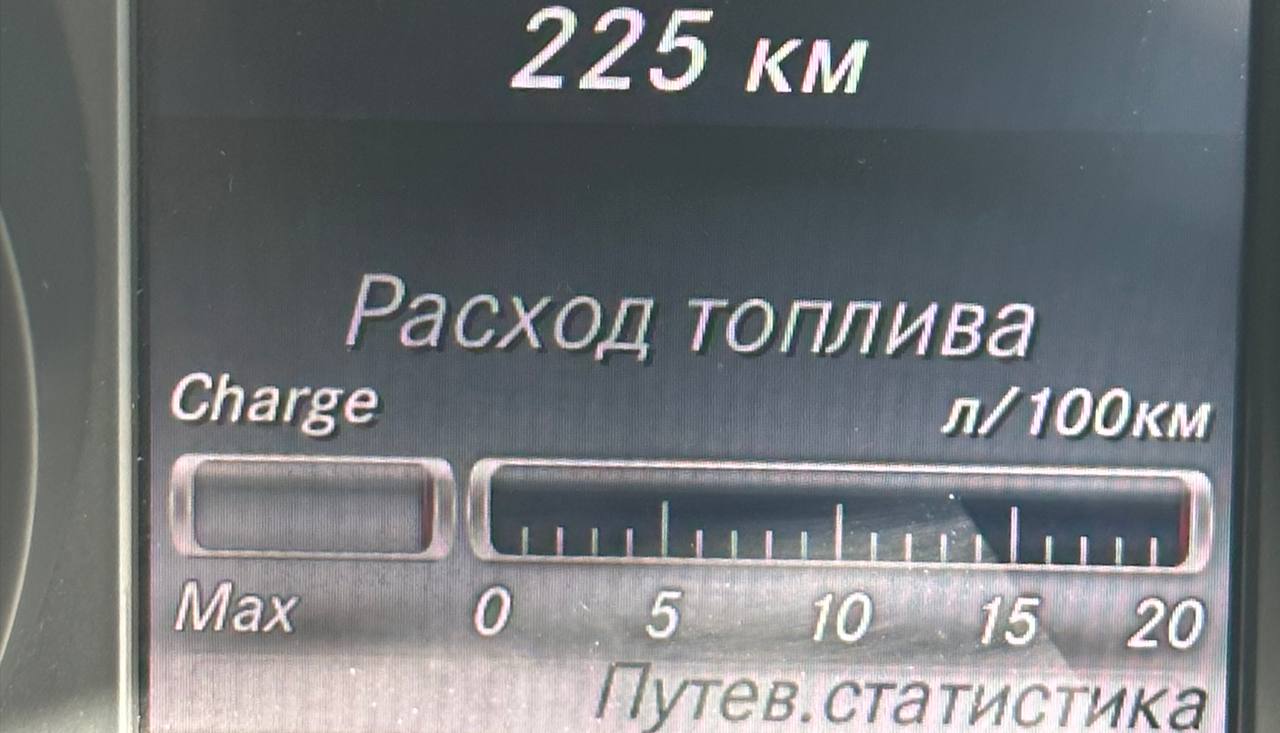 225 км
Расход топлива
Charge л/100км
Max 0 5 10 15 20
Путев.статистика